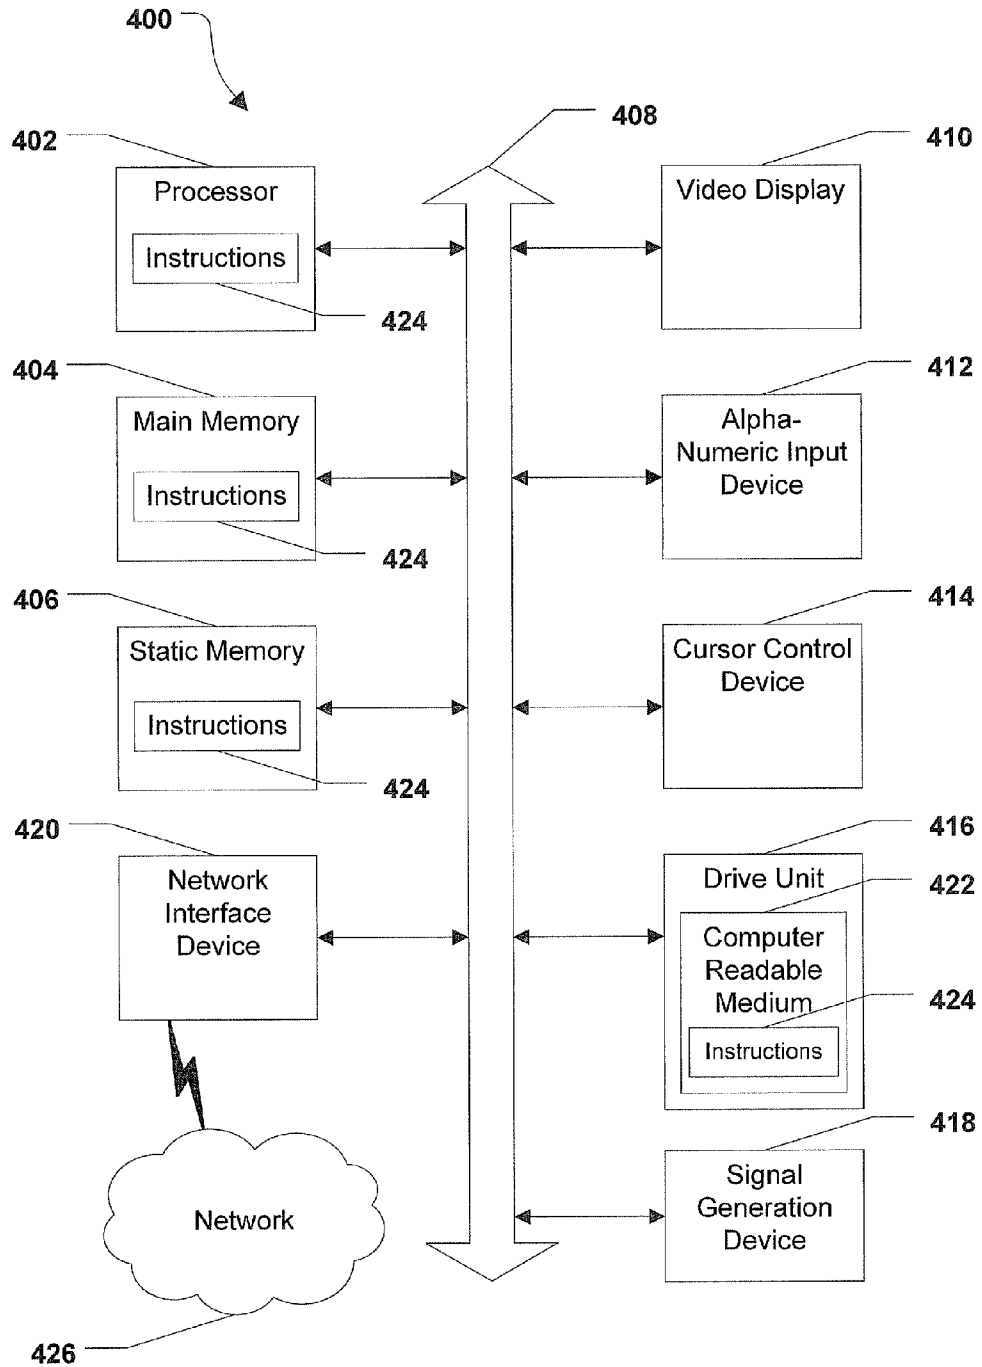 400
408
402
Processor
Instructions
424
410
Video Display
404
Main Memory
Instructions
424
412
Alpha-
Numeric Input
Device
406
Static Memory
Instructions
424
414
Cursor Control
Device
420
Network
Interface
Device
416
Drive Unit
422
Computer
Readable
Medium
424
Instructions
418
Signal
Generation
Device
Network
426